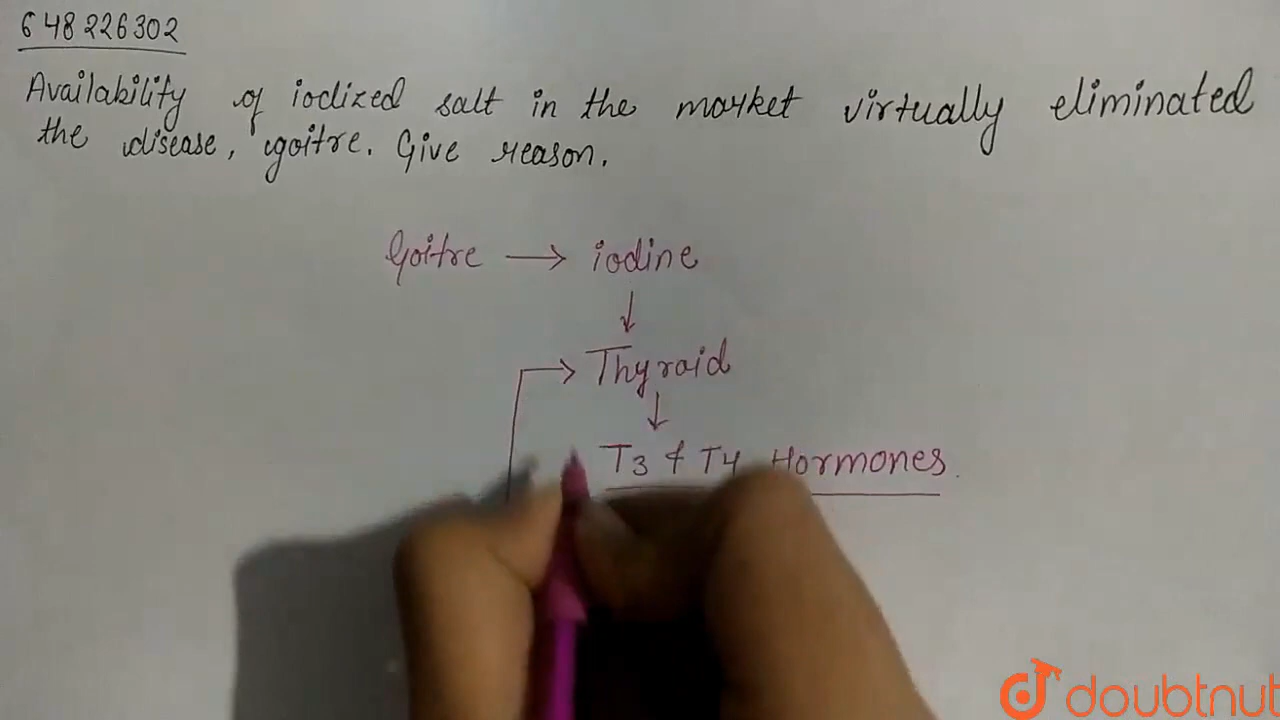 648226302
Availability of iodized salt in the market virtually eliminated
the disease, goitre. Give reason.
Goitre → iodine
↓
Thyroid
↓
T3 & T4 Hormones.
doubtnut